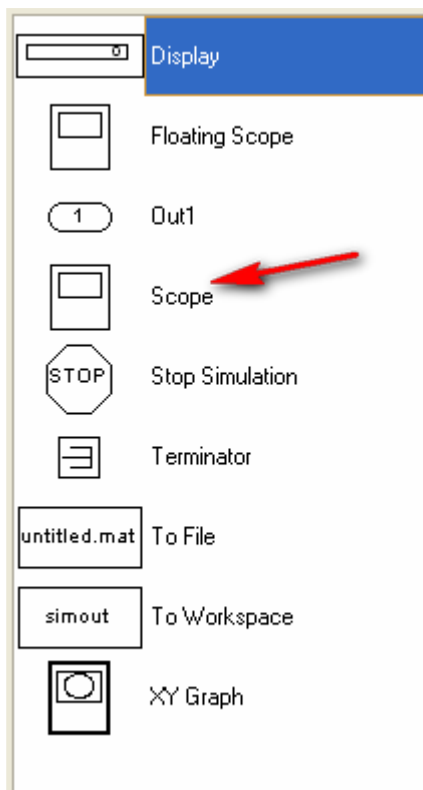 0 Display
Floating Scope
1 Out1
Scope
STOP Stop Simulation
Terminator
untitled.mat To File
simout To Workspace
XY Graph